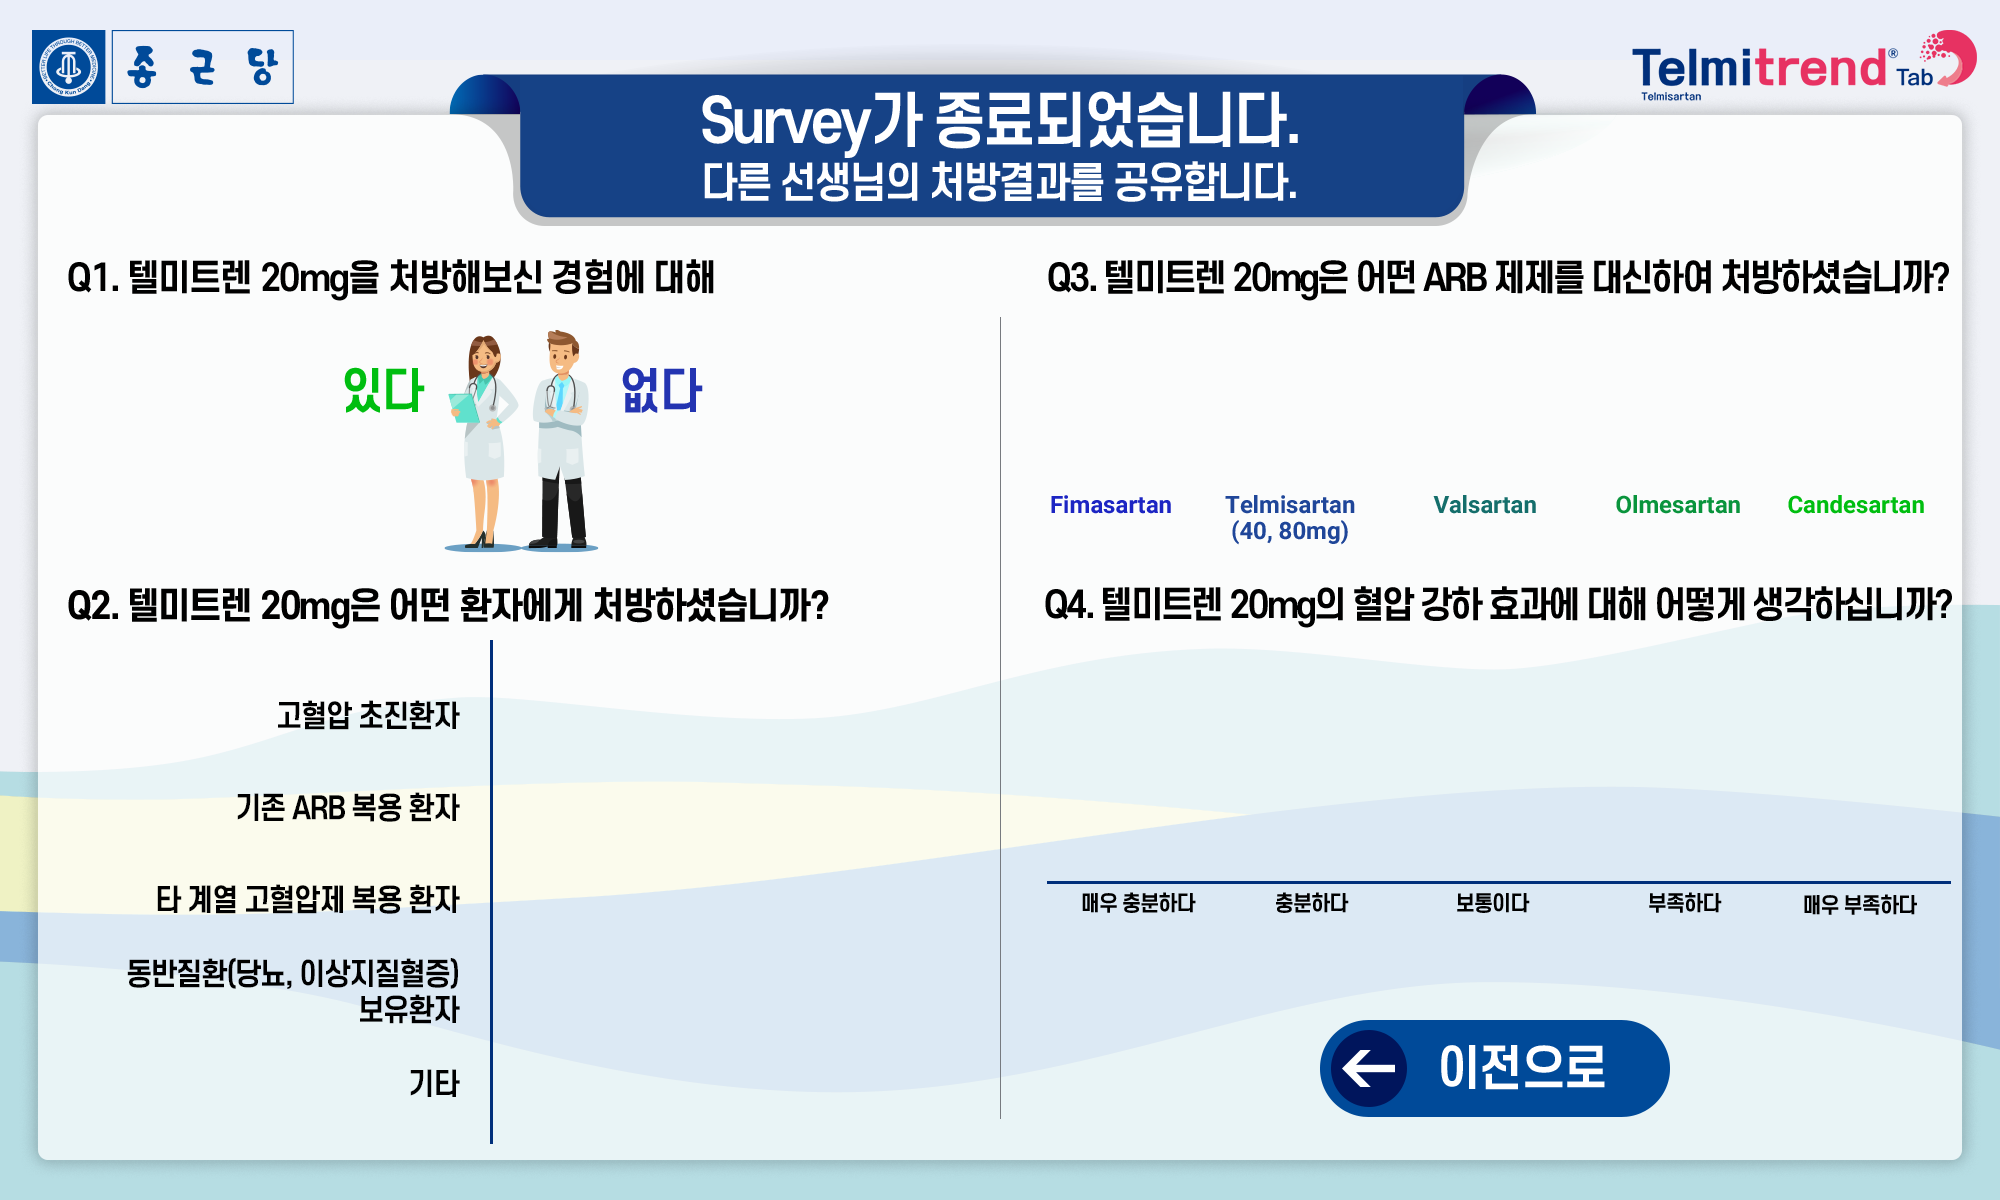 BETTER LIFE THROUGH BETTER MEDICINE
Chong Kun Dang
종근당
Telmitrend® Tab
Telmisartan
Survey가 종료되었습니다.
다른 선생님의 처방결과를 공유합니다.
Q1. 텔미트렌 20mg을 처방해보신 경험에 대해
있다
없다
Q2. 텔미트렌 20mg은 어떤 환자에게 처방하셨습니까?
고혈압 초진환자
기존 ARB 복용 환자
타 계열 고혈압제 복용 환자
동반질환(당뇨, 이상지질혈증)
보유환자
기타
Q3. 텔미트렌 20mg은 어떤 ARB 제제를 대신하여 처방하셨습니까?
Fimasartan
Telmisartan
(40, 80mg)
Valsartan
Olmesartan
Candesartan
Q4. 텔미트렌 20mg의 혈압 강하 효과에 대해 어떻게 생각하십니까?
매우 충분하다
충분하다
보통이다
부족하다
매우 부족하다
이전으로